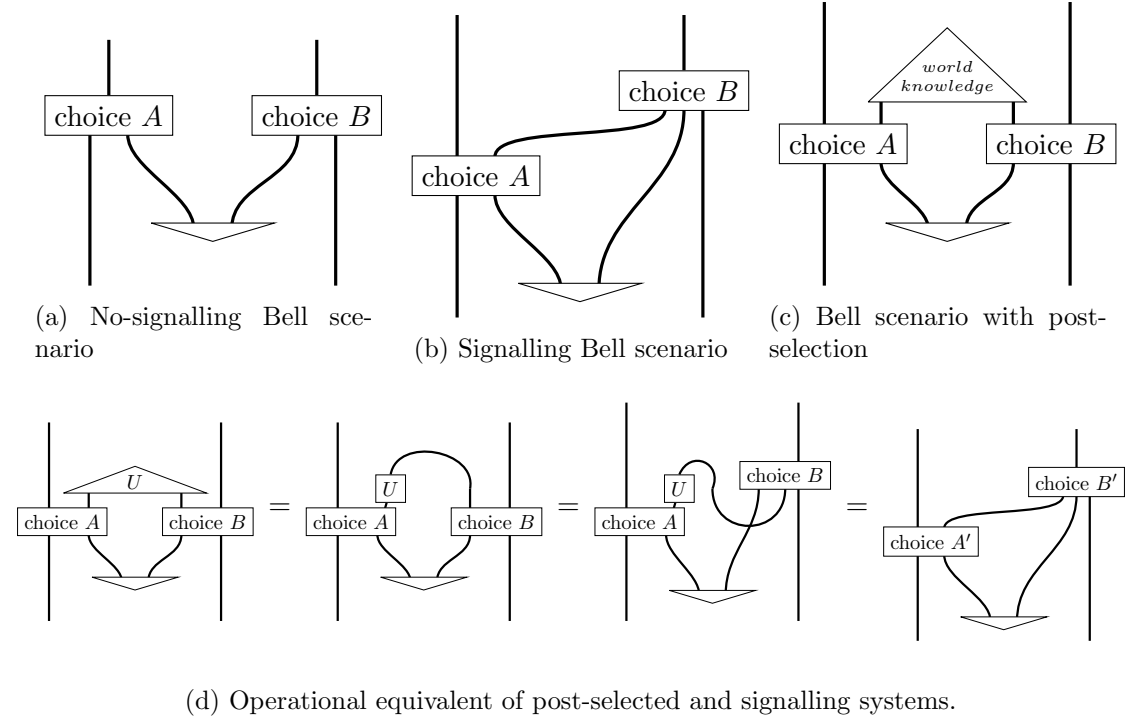 choice A
choice B
(a) No-signalling Bell sce-
nario
choice B
choice A
(b) Signalling Bell scenario
world
knowledge
choice A
choice B
(c) Bell scenario with post-
selection
U
choice A
choice B
=
U
choice A
choice B
=
U
choice B
choice A
=
choice B′
choice A′
(d) Operational equivalent of post-selected and signalling systems.